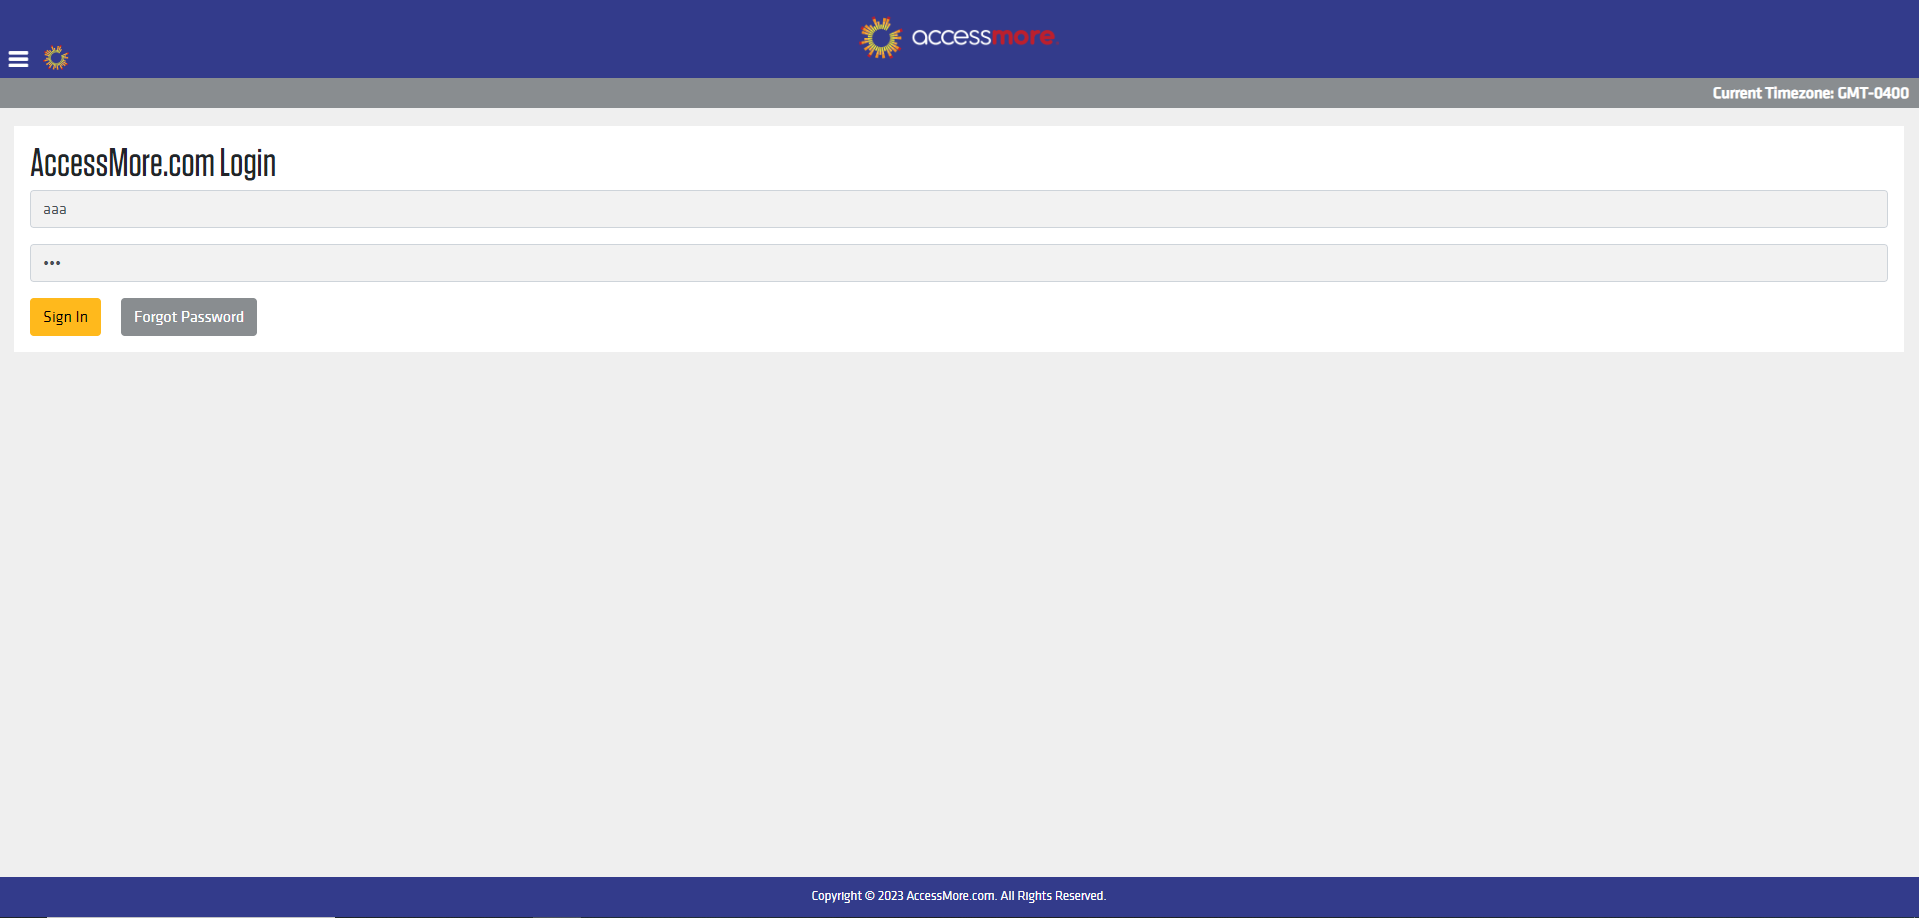 accessmore
Current Timezone: GMT-0400
AccessMore.com Login
aaa
•••
Sign In
Forgot Password
Copyright © 2023 AccessMore.com. All Rights Reserved.